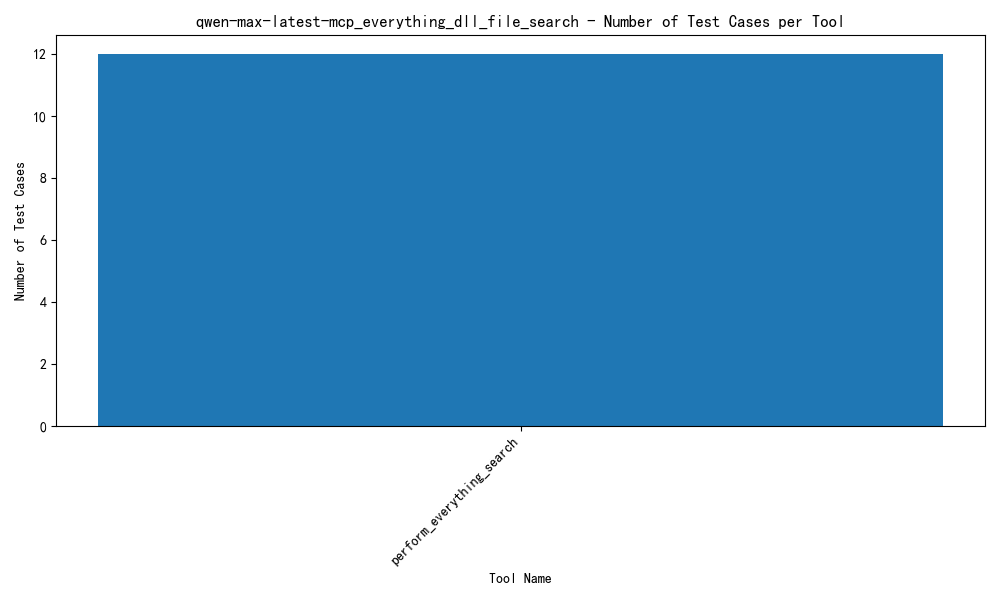 qwen-max-latest-mcp_everything_dll_file_search - Number of Test Cases per Tool
12
10
8
6
4
2
0
Number of Test Cases
perform_everything_search
Tool Name